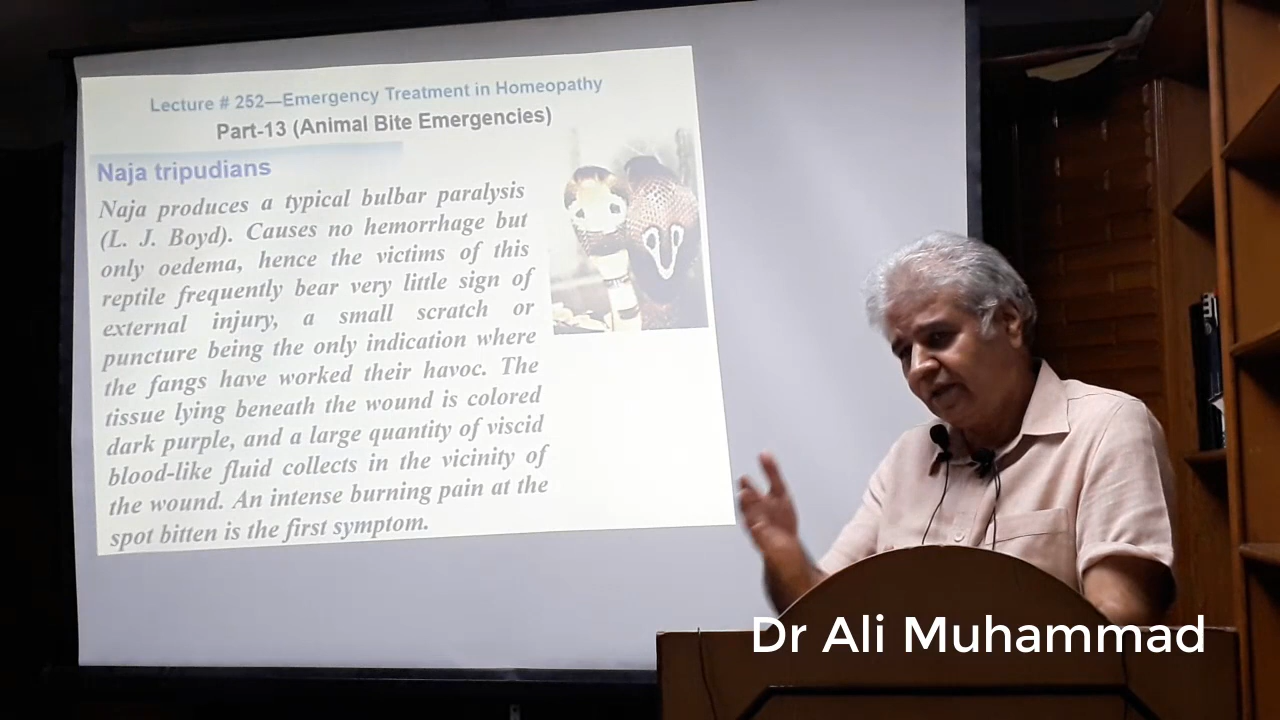 Lecture # 252—Emergency Treatment in Homeopathy
Part-13 (Animal Bite Emergencies)
Naja tripudians
Naja produces a typical bulbar paralysis
(L. J. Boyd). Causes no hemorrhage but
only oedema, hence the victims of this
reptile frequently bear very little sign of
external injury, a small scratch or
puncture being the only indication where
the fangs have worked their havoc. The
tissue lying beneath the wound is colored
dark purple, and a large quantity of viscid
blood-like fluid collects in the vicinity of
the wound. An intense burning pain at the
spot bitten is the first symptom.
Dr Ali Muhammad